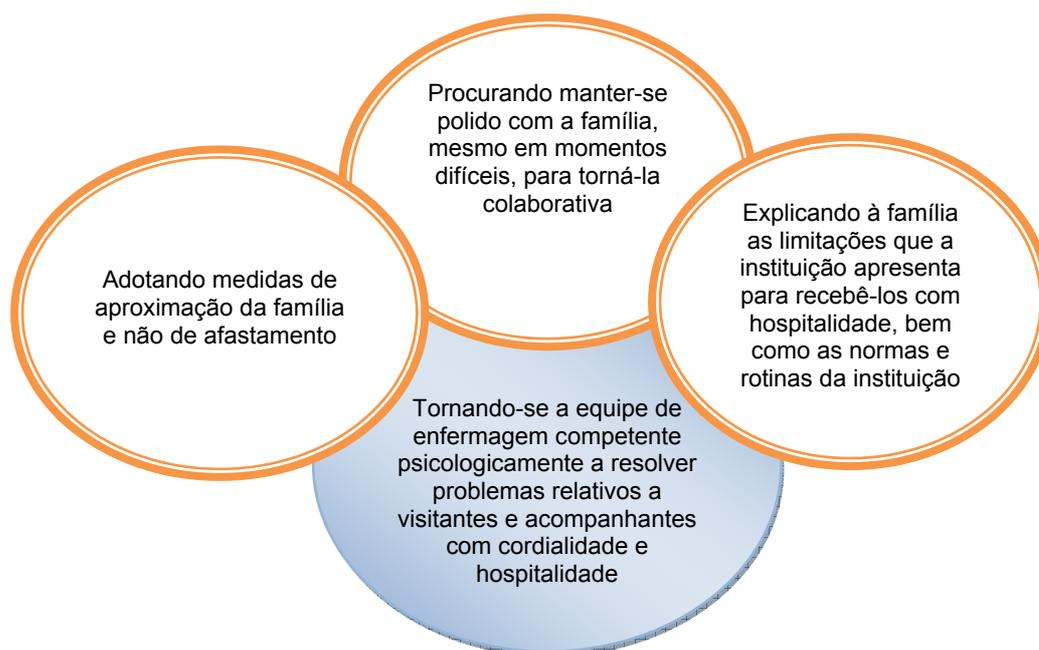 Procurando manter-se
polido com a família,
mesmo em momentos
difíceis, para torná-la
colaborativa
Adotando medidas de
aproximação da família
e não de afastamento
Explicando à família
as limitações que a
instituição apresenta
para recebê-los com
hospitalidade, bem
como as normas e
rotinas da instituição
Tornando-se a equipe de
enfermagem competente
psicologicamente a resolver
problemas relativos a
visitantes e acompanhantes
com cordialidade e
hospitalidade